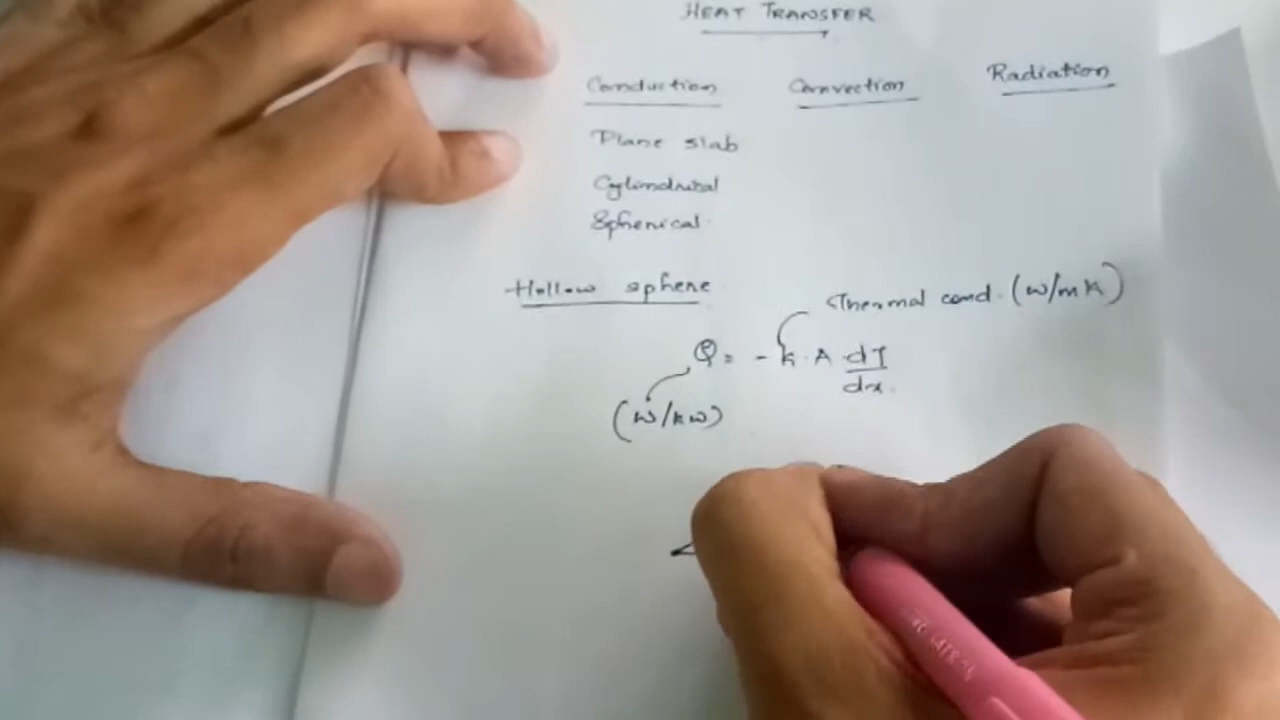 HEAT TRANSFER
Conduction Convection Radiation
Plane slab
Cylindrical
Spherical
Hollow sphere
Thermal cond. (W/mK)
Q = - k . A . dT/dx.
(W/kW)